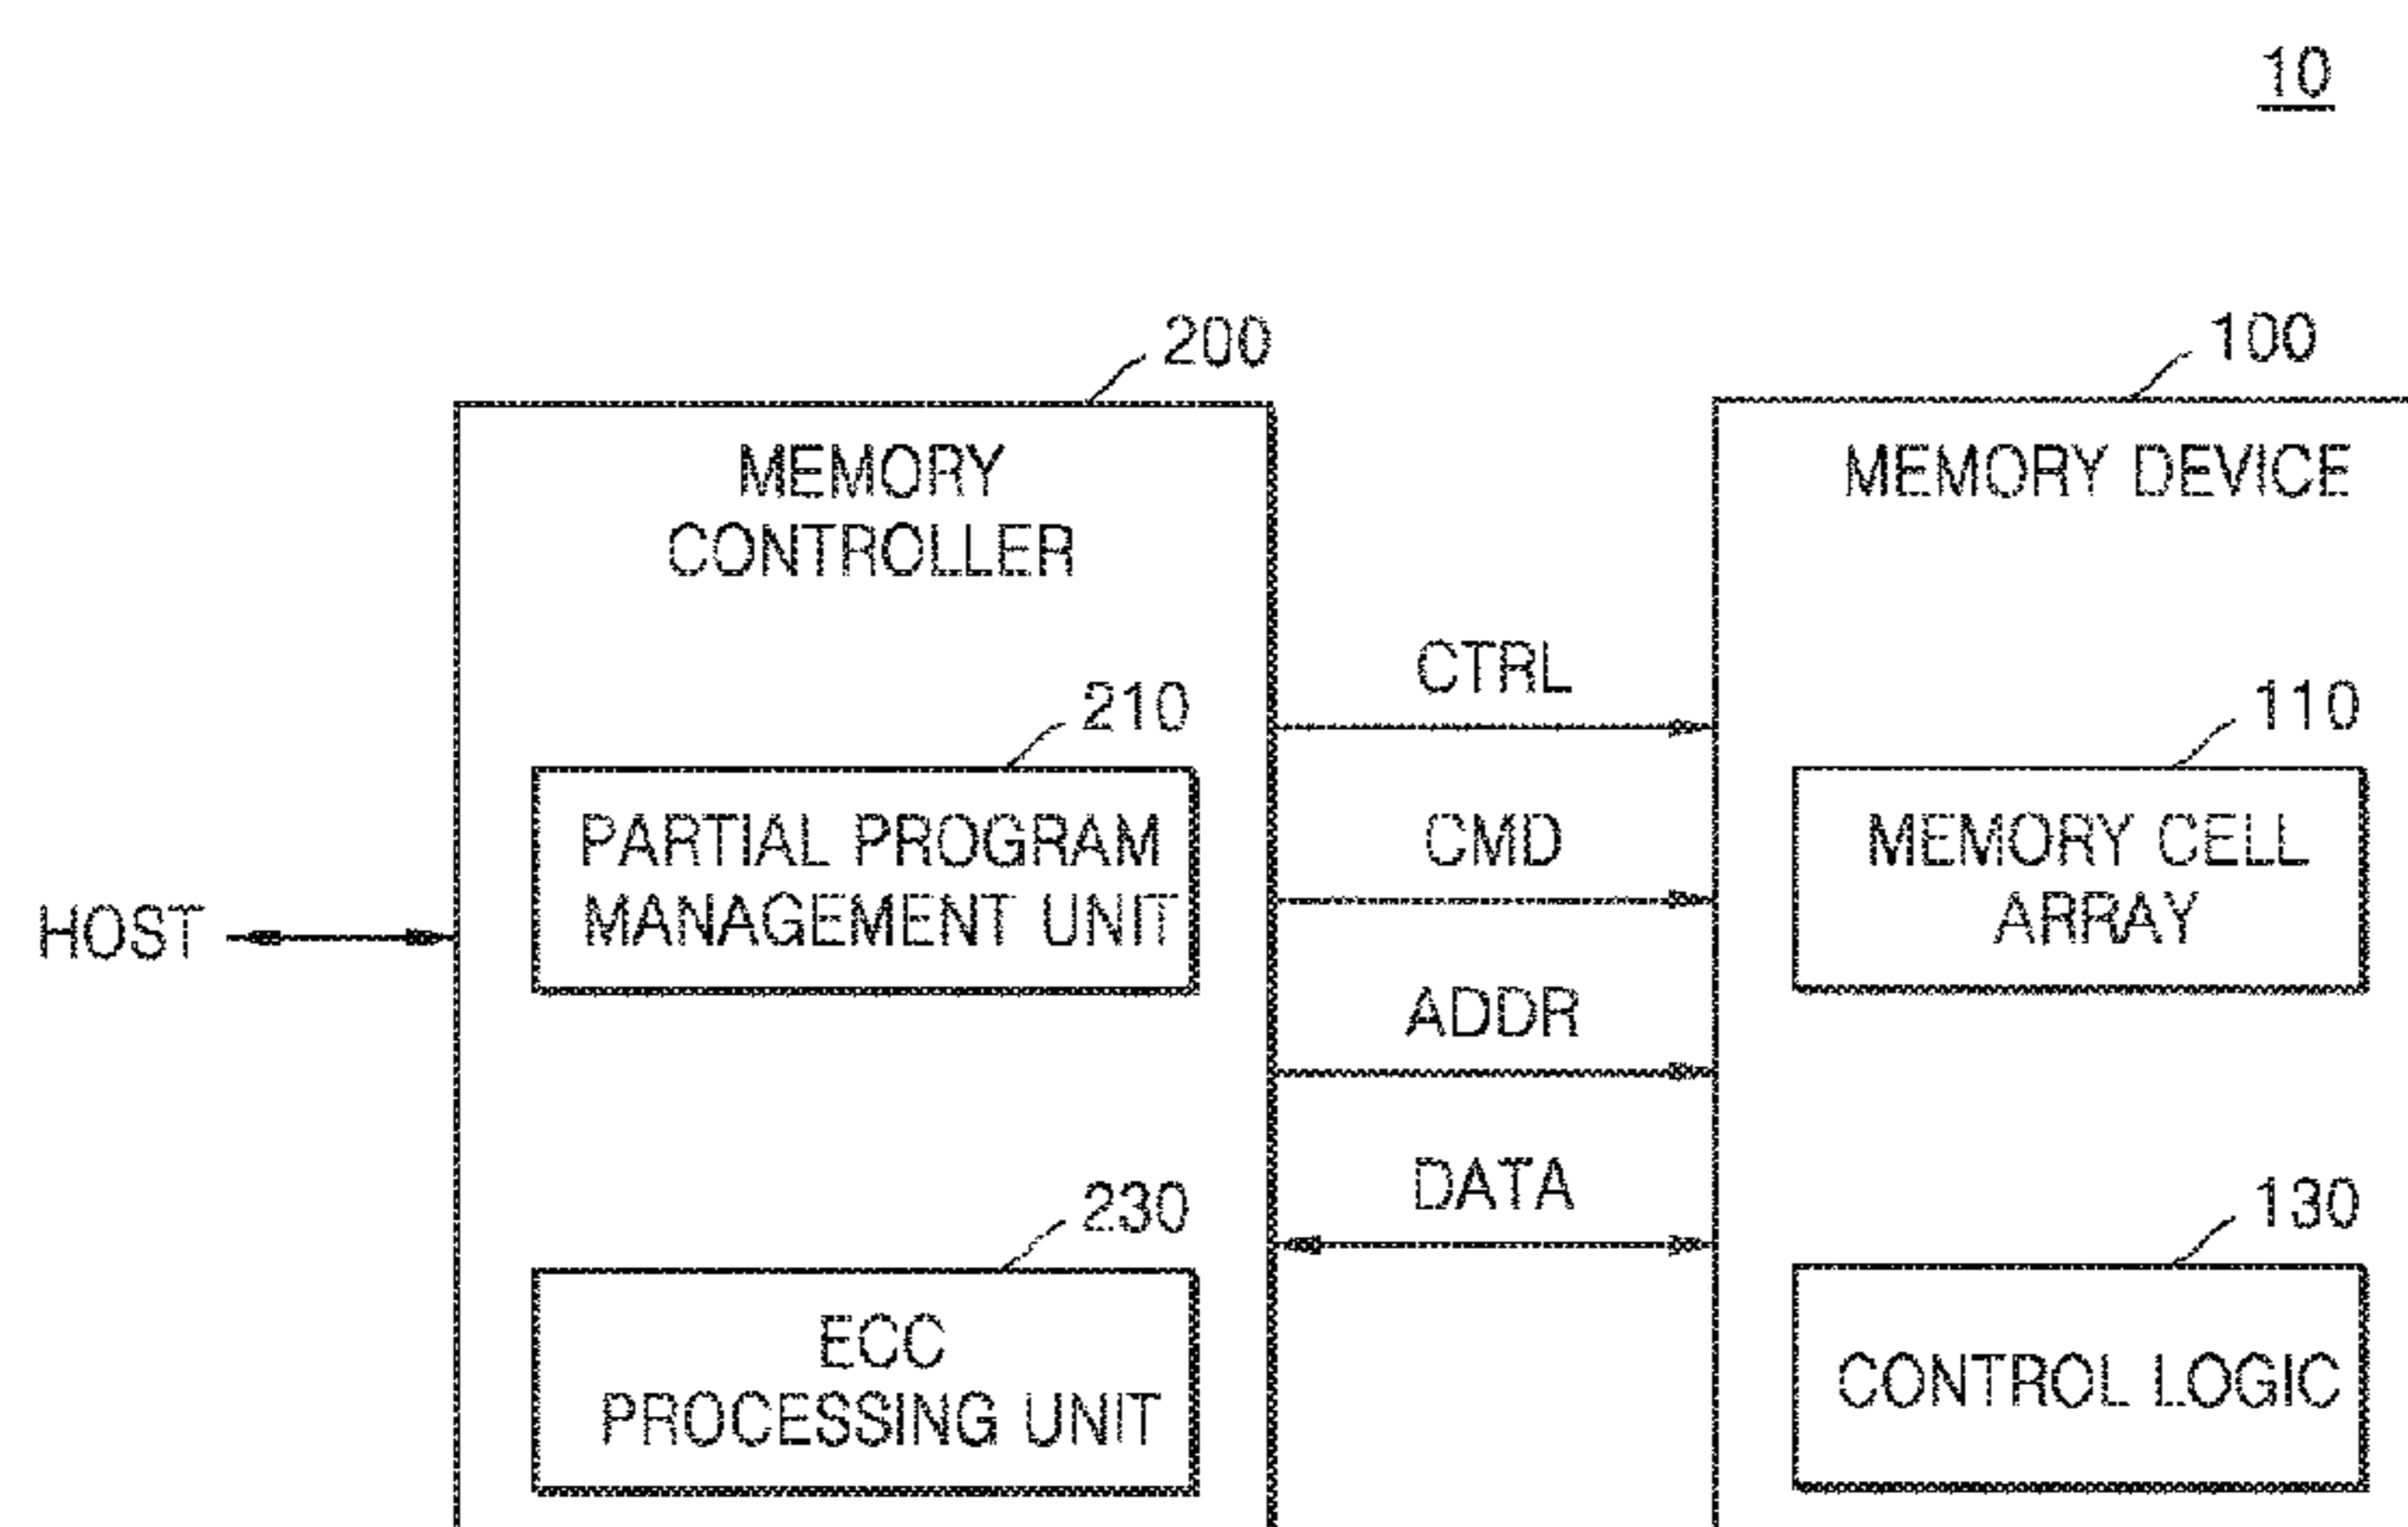 10
200
100
MEMORY
CONTROLLER
MEMORY DEVICE
CTRL
210
110
PARTIAL PROGRAM
MANAGEMENT UNIT
CMD
MEMORY CELL
ARRAY
HOST
ADDR
DATA
230
130
ECC
PROCESSING UNIT
CONTROL LOGIC